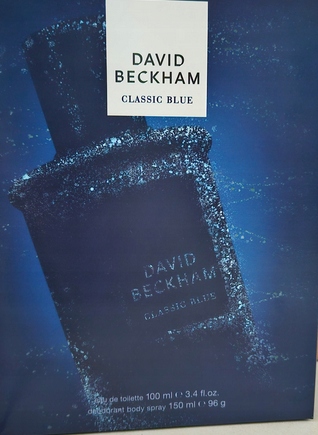 DAVID
BECKHAM
CLASSIC BLUE
DAVID
BECKHAM
CLASSIC BLUE
eau de toilette 100 ml ℮ 3.4 fl.oz.
deodorant body spray 150 ml ℮ 96 g